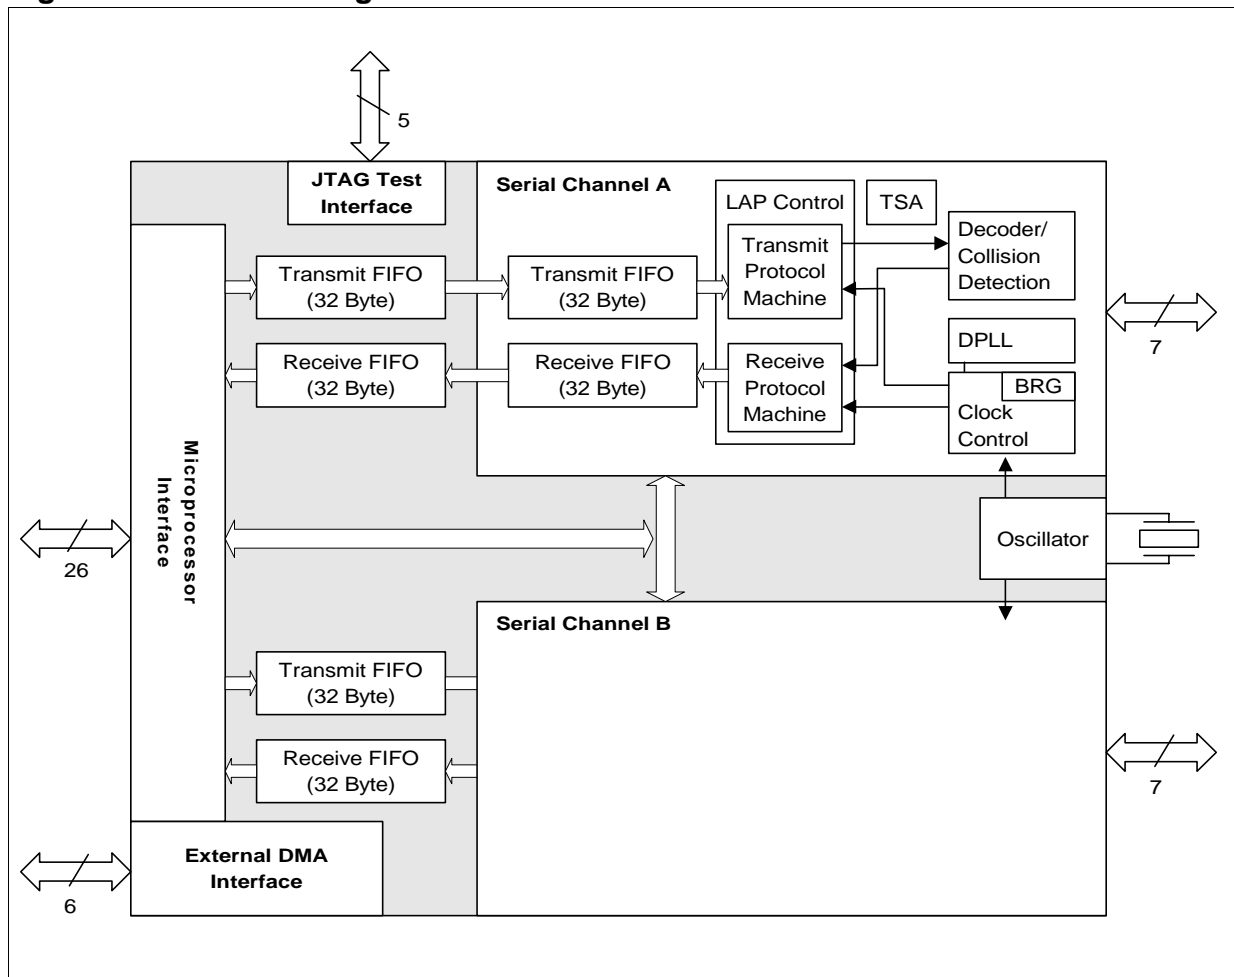 5
JTAG Test
Interface
Serial Channel A
LAP Control
TSA
Transmit
Protocol
Machine
Decoder/
Collision
Detection
Transmit FIFO
(32 Byte)
Transmit FIFO
(32 Byte)
7
Receive FIFO
(32 Byte)
Receive FIFO
(32 Byte)
Receive
Protocol
Machine
DPLL
BRG
Clock
Control
Microprocessor
Interface
26
Oscillator
Serial Channel B
Transmit FIFO
(32 Byte)
Receive FIFO
(32 Byte)
7
External DMA
Interface
6